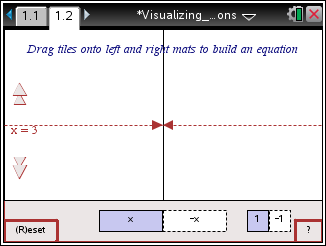 1.1 1.2 *Visualizing_...ons
Drag tiles onto left and right mats to build an equation
x = 3
x -x 1 -1
(R)eset ?